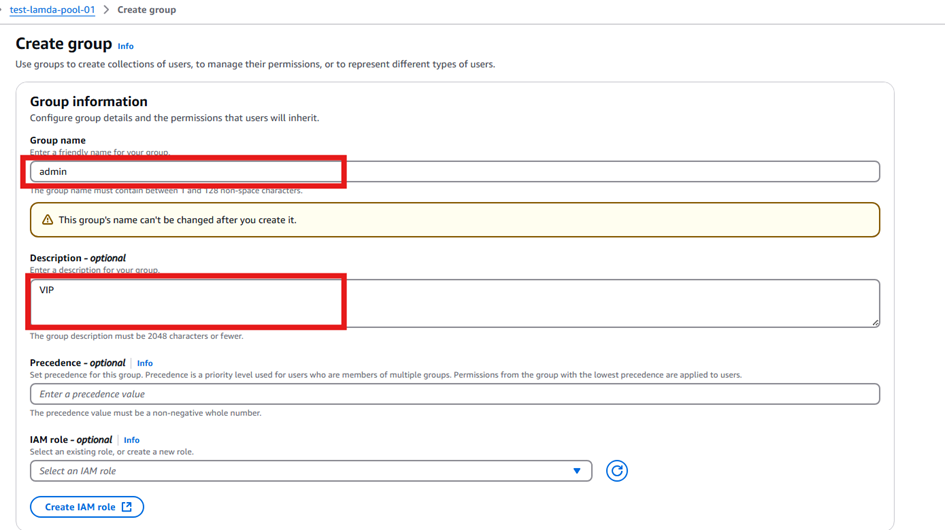 test-lamda-pool-01 > Create group
Create group Info
Use groups to create collections of users, to manage their permissions, or to represent different types of users.
Group information
Configure group details and the permissions that users will inherit.
Group name
Enter a friendly name for your group.
admin
The group name must contain between 1 and 128 non-space characters.
This group's name can't be changed after you create it.
Description - optional
Enter a description for your group.
VIP
The group description must be 2048 characters or fewer.
Precedence - optional Info
Set precedence for this group. Precedence is a priority level used for users who are members of multiple groups. Permissions from the group with the lowest precedence are applied to users.
Enter a precedence value
The precedence value must be a non-negative whole number.
IAM role - optional Info
Select an existing role, or create a new role.
Select an IAM role
Create IAM role